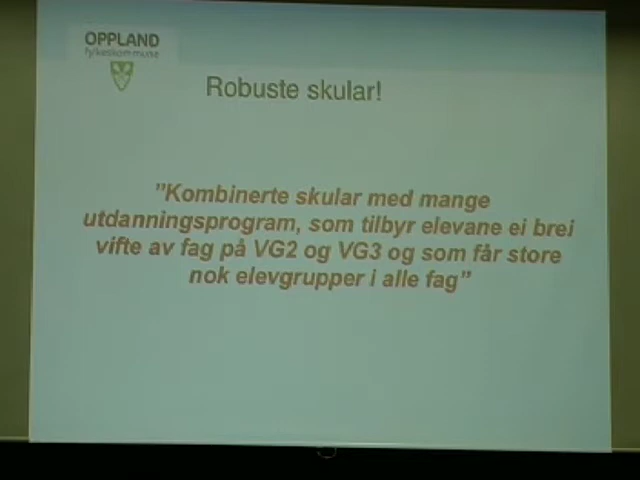 OPPLAND
fylkeskommune
Robuste skular!
"Kombinerte skular med mange
utdanningsprogram, som tilbyr elevane ei brei
vifte av fag på VG2 og VG3 og som får store
nok elevgrupper i alle fag"